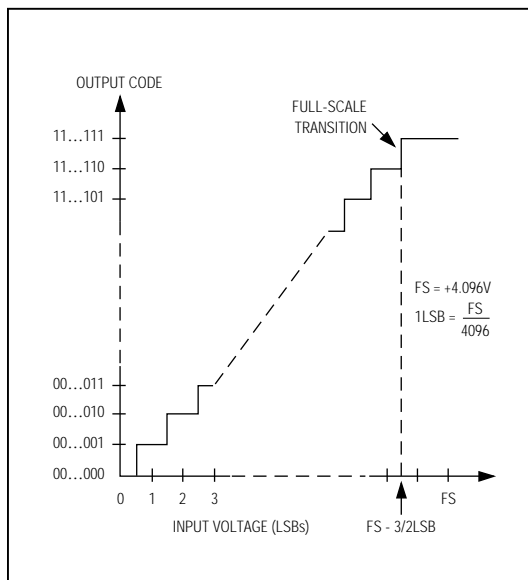 OUTPUT CODE
FULL-SCALE
TRANSITION
11...111
11...110
11...101
FS = +4.096V
1LSB = FS
4096
00...011
00...010
00...001
00...000
0 1 2 3 FS
INPUT VOLTAGE (LSBs) FS - 3/2LSB